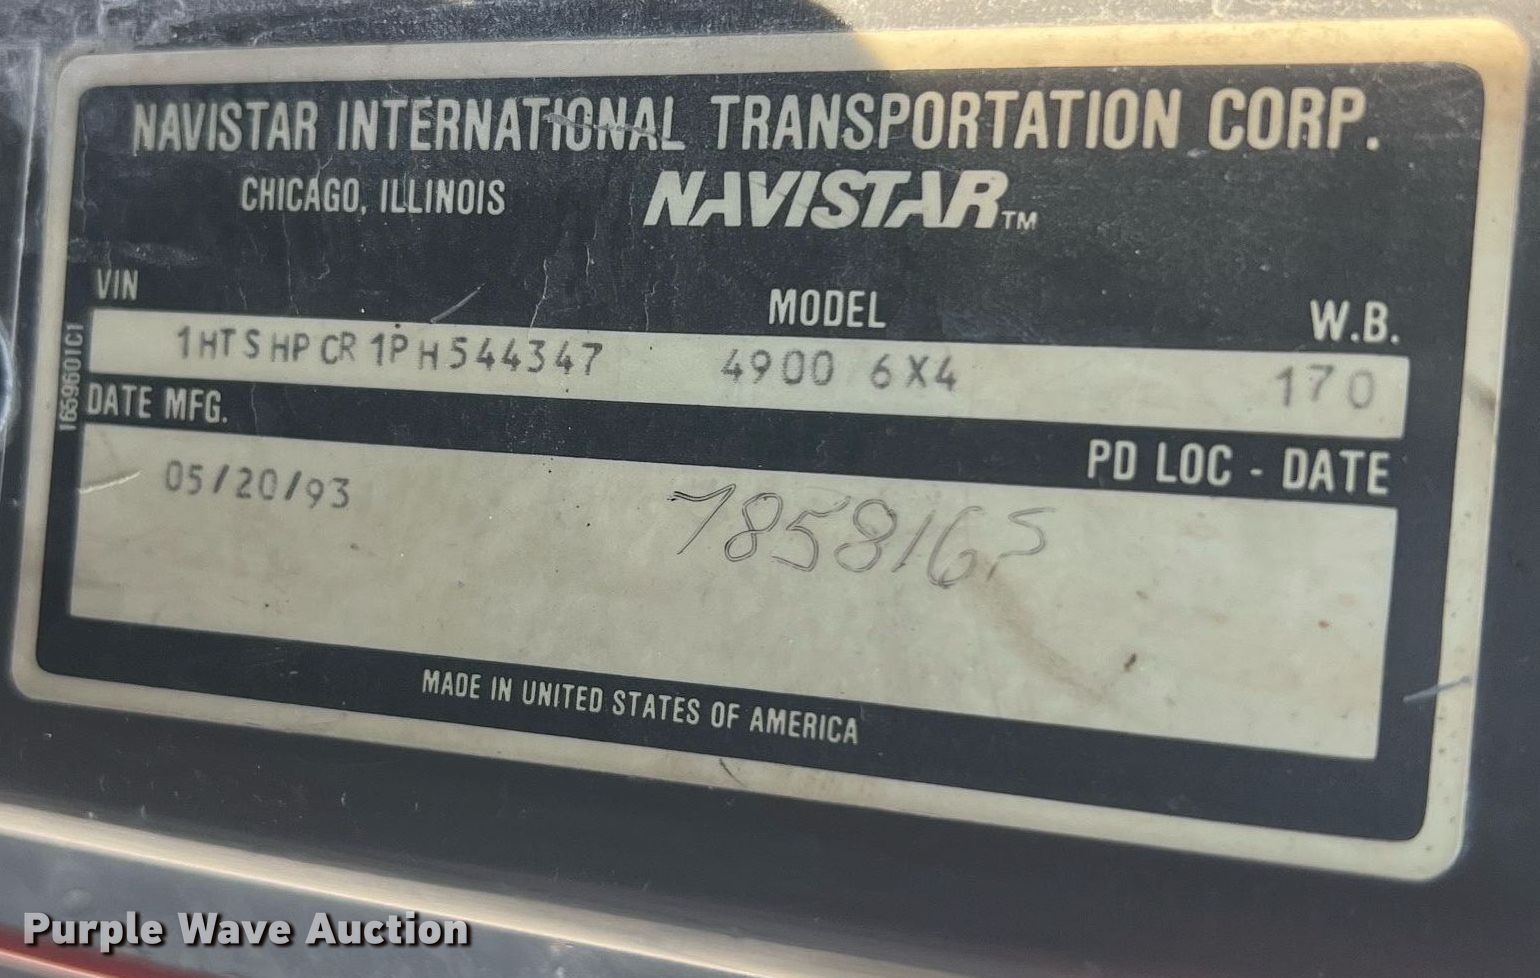 NAVISTAR INTERNATIONAL TRANSPORTATION CORP.
CHICAGO, ILLINOIS NAVISTAR™
VIN MODEL W.B.
1HTSHPCR1PH544347 4900 6X4 170
1659601C1
DATE MFG. PD LOC - DATE
05/20/93 7858165
MADE IN UNITED STATES OF AMERICA
Purple Wave Auction